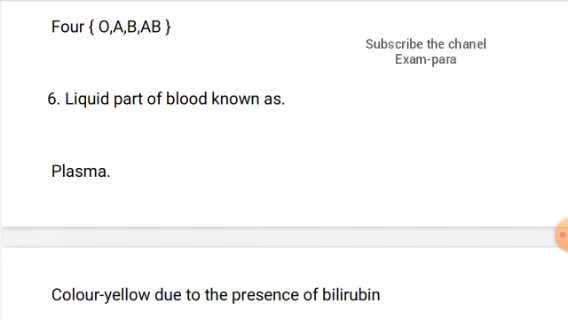 Four { O,A,B,AB }
Subscribe the chanel
Exam-para
6. Liquid part of blood known as.
Plasma.
Colour-yellow due to the presence of bilirubin